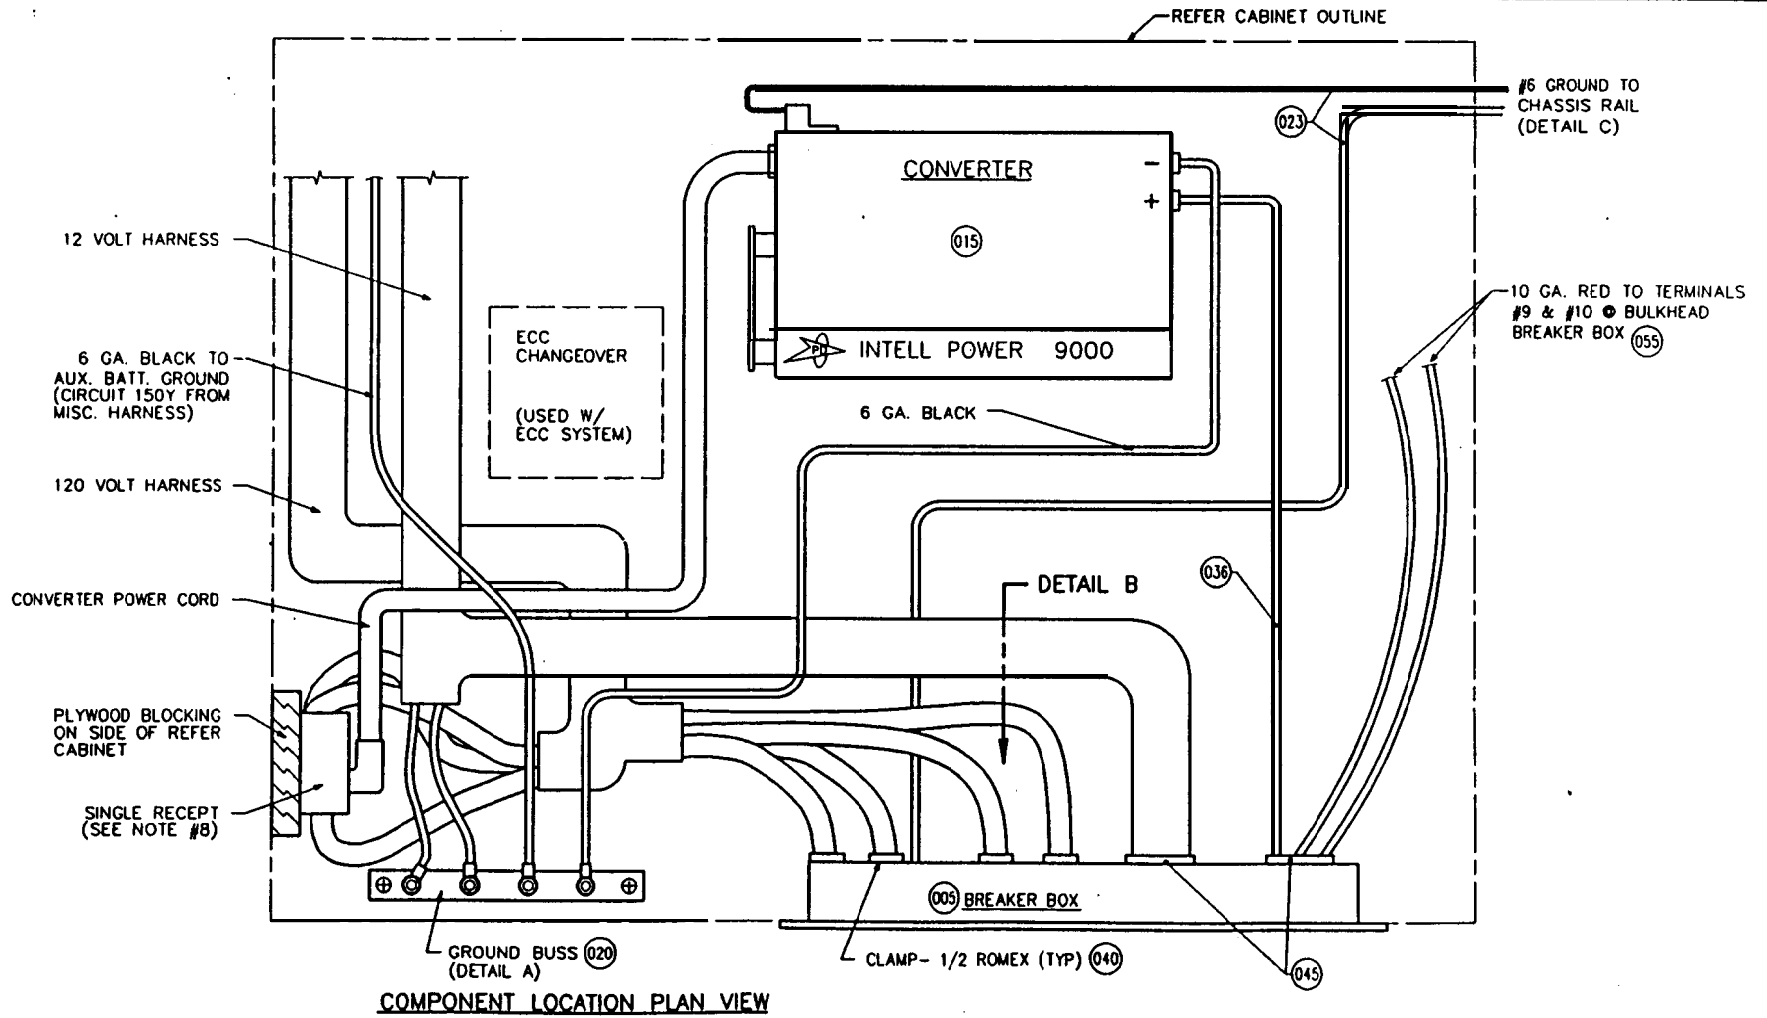 REFER CABINET OUTLINE
#6 GROUND TO
CHASSIS RAIL
(DETAIL C)
023
CONVERTER
−
+
015
12 VOLT HARNESS
10 GA. RED TO TERMINALS
#9 & #10 @ BULKHEAD
BREAKER BOX 055
ECC
CHANGEOVER
(USED W/
ECC SYSTEM)
PD INTELL POWER 9000
6 GA. BLACK TO
AUX. BATT. GROUND
(CIRCUIT 150Y FROM
MISC. HARNESS)
6 GA. BLACK
120 VOLT HARNESS
036
DETAIL B
CONVERTER POWER CORD
PLYWOOD BLOCKING
ON SIDE OF REFER
CABINET
SINGLE RECEPT
(SEE NOTE #8)
005 BREAKER BOX
GROUND BUSS 020
(DETAIL A)
CLAMP- 1/2 ROMEX (TYP) 040
045
COMPONENT LOCATION PLAN VIEW